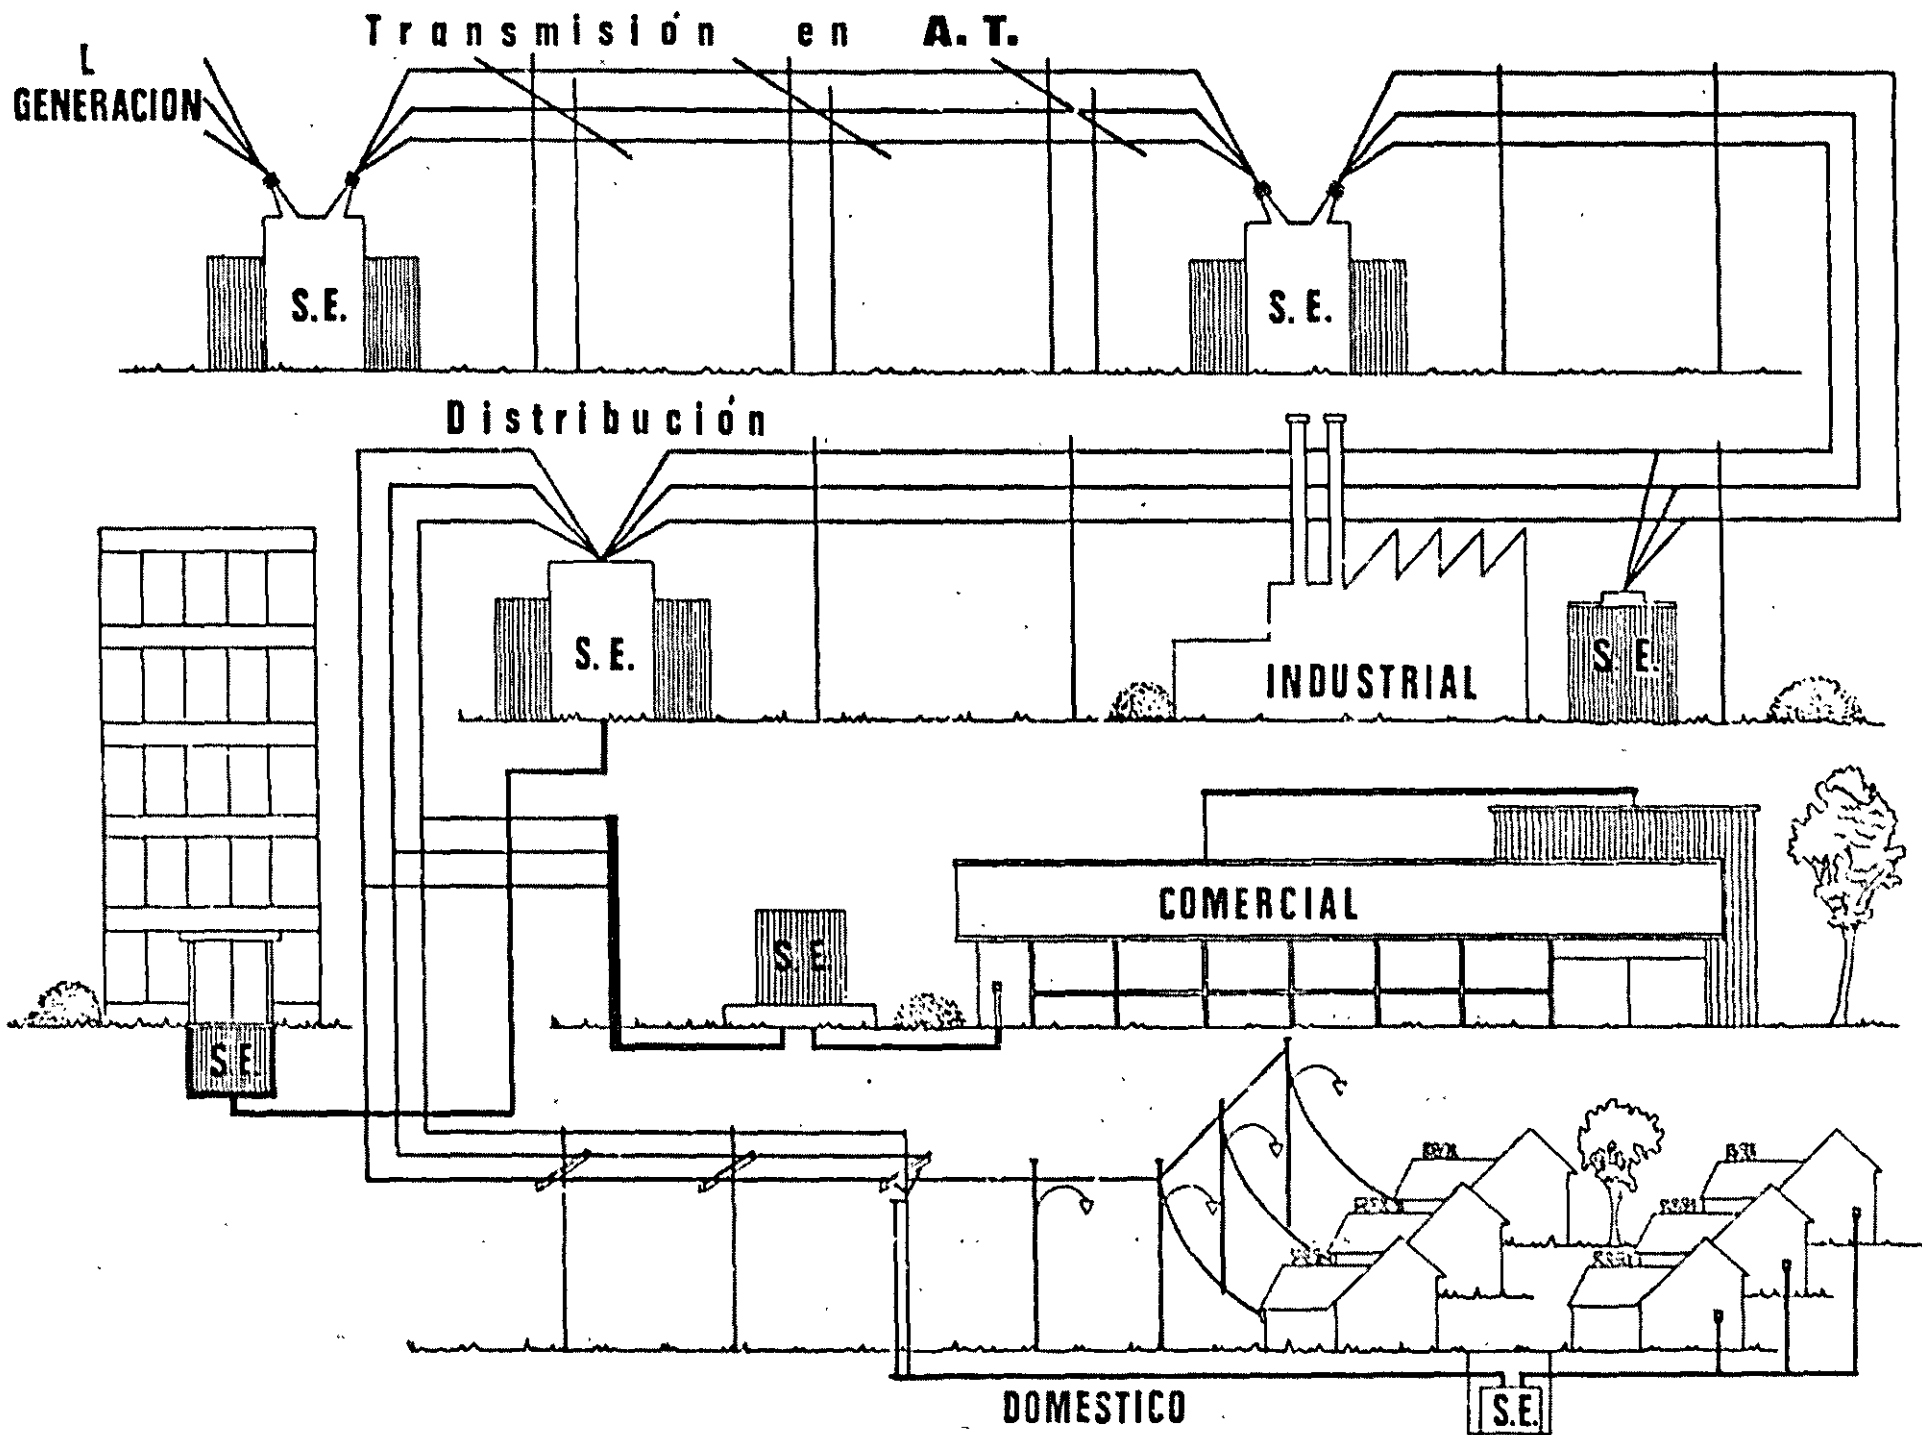 Transmisión en A.T.
L
GENERACION
S.E.
S.E.
Distribución
S.E.
INDUSTRIAL
S.E.
COMERCIAL
S.E
S.E.
DOMESTICO
S.E.